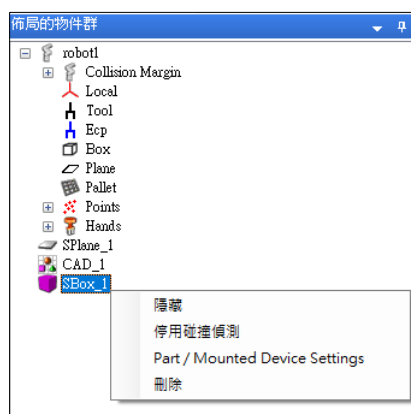 佈局的物件群
robot1
Collision Margin
Local
Tool
Ecp
Box
Plane
Pallet
Points
Hands
SPlane_1
CAD_1
SBox_1
隱藏
停用碰撞偵測
Part / Mounted Device Settings
刪除